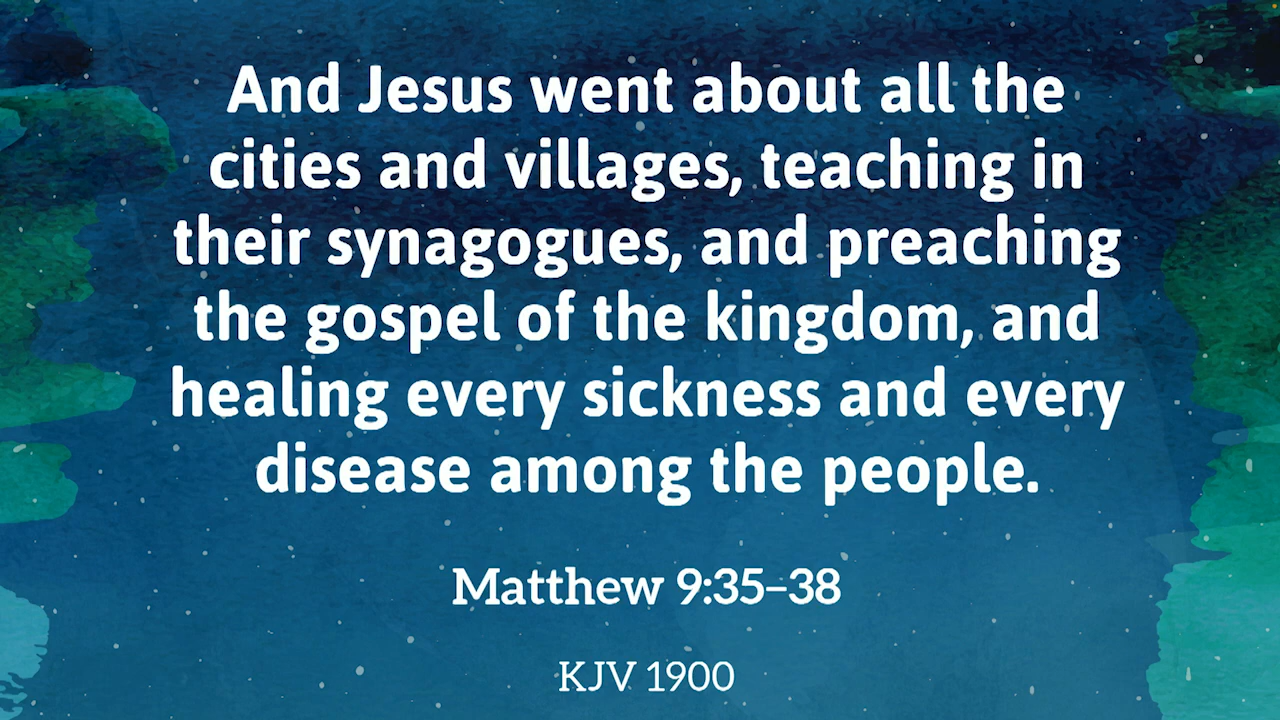 And Jesus went about all the
cities and villages, teaching in
their synagogues, and preaching
the gospel of the kingdom, and
healing every sickness and every
disease among the people.
Matthew 9:35–38
KJV 1900